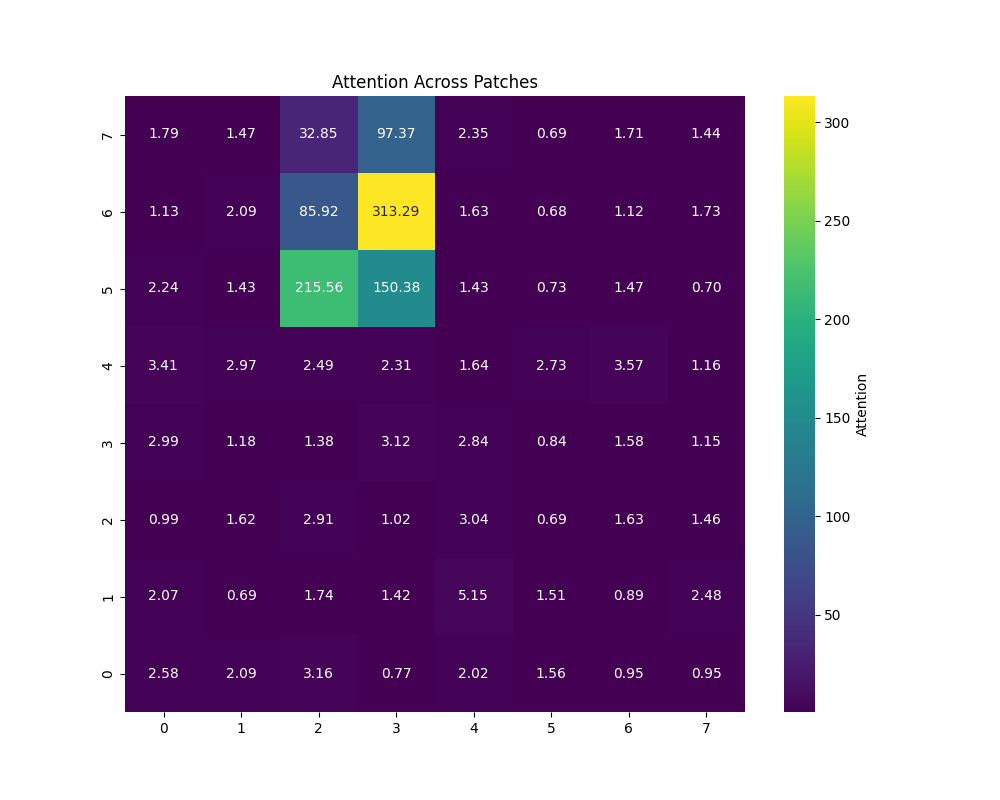 Attention Across Patches
7 1.79 1.47 32.85 97.37 2.35 0.69 1.71 1.44
6 1.13 2.09 85.92 313.29 1.63 0.68 1.12 1.73
5 2.24 1.43 215.56 150.38 1.43 0.73 1.47 0.70
4 3.41 2.97 2.49 2.31 1.64 2.73 3.57 1.16
3 2.99 1.18 1.38 3.12 2.84 0.84 1.58 1.15
2 0.99 1.62 2.91 1.02 3.04 0.69 1.63 1.46
1 2.07 0.69 1.74 1.42 5.15 1.51 0.89 2.48
0 2.58 2.09 3.16 0.77 2.02 1.56 0.95 0.95
0 1 2 3 4 5 6 7
300
250
200
150
100
50
Attention